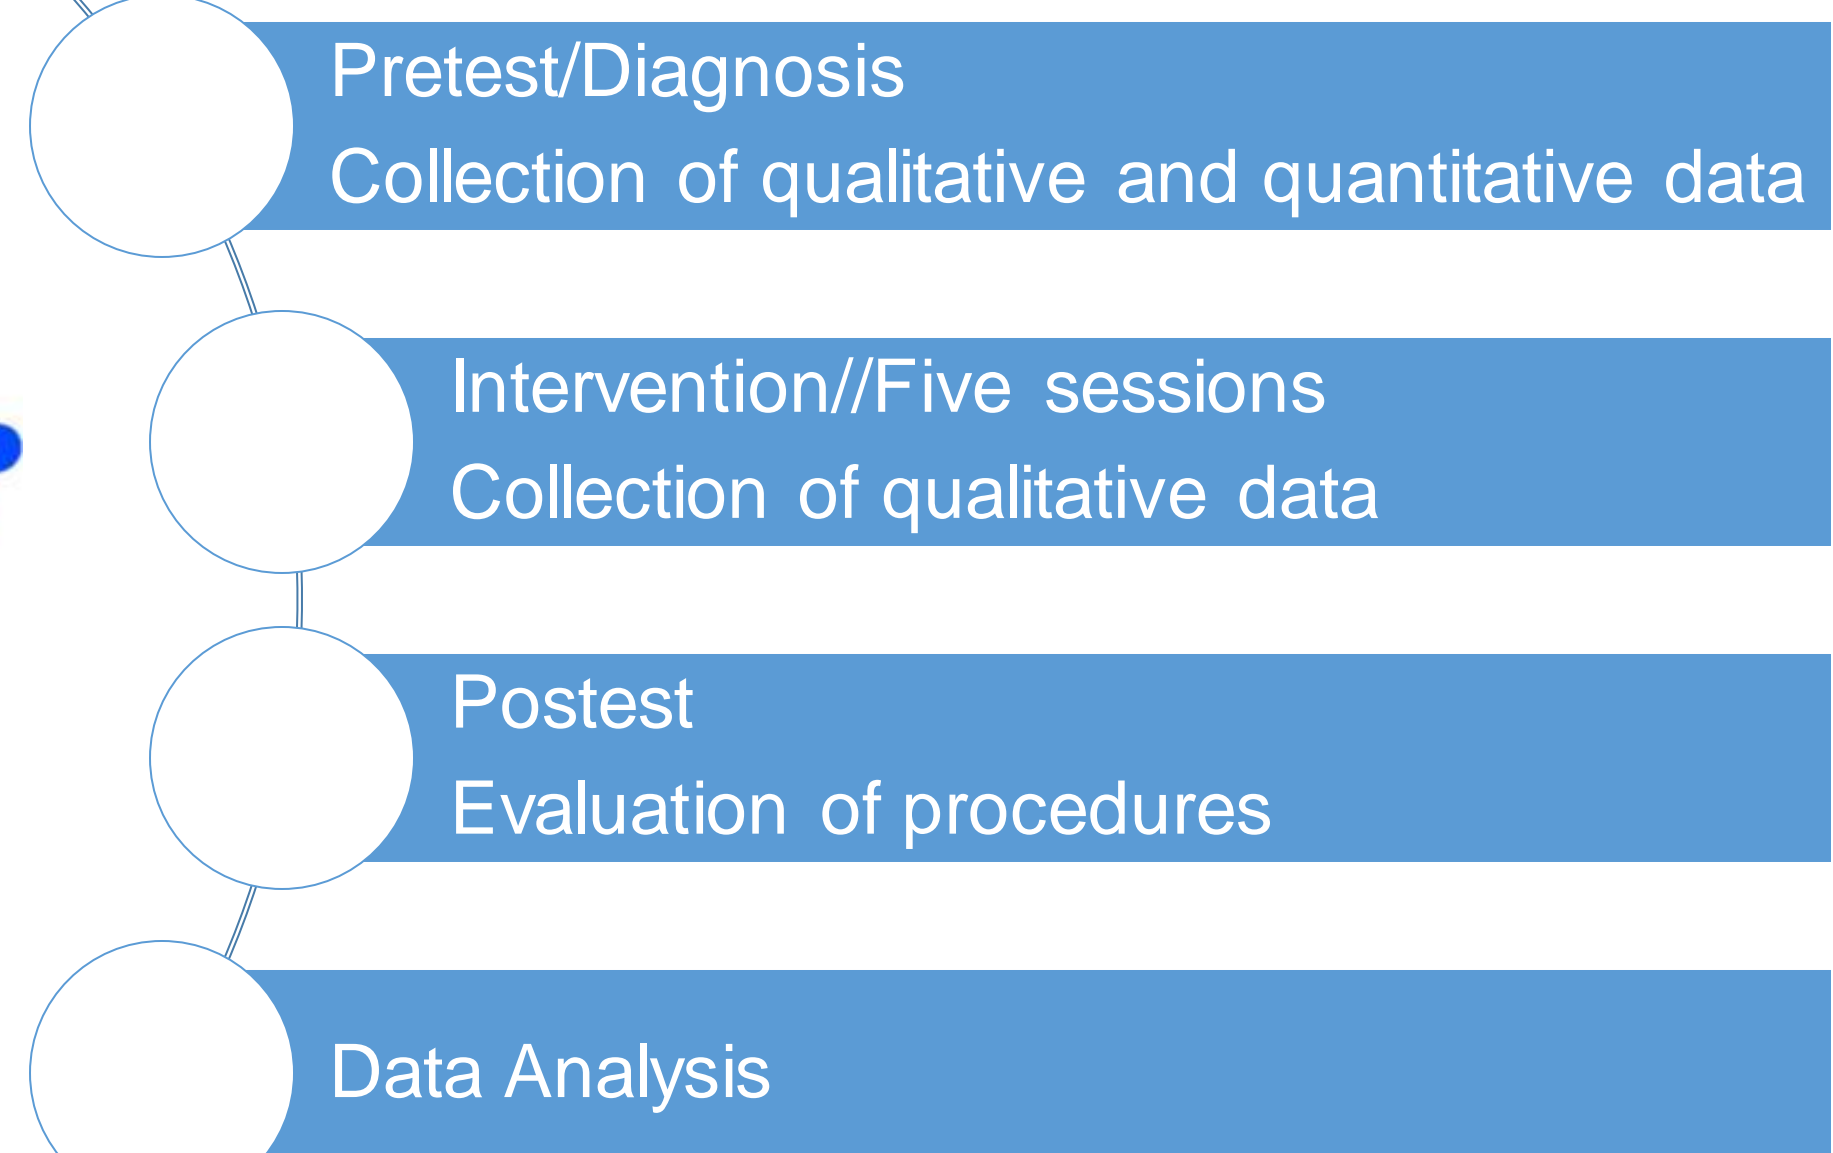 Pretest/Diagnosis
Collection of qualitative and quantitative data
Intervention//Five sessions
Collection of qualitative data
Postest
Evaluation of procedures
Data Analysis